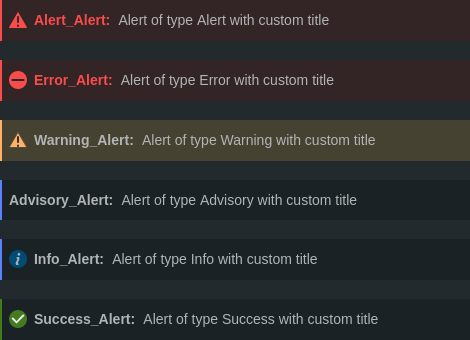 Alert_Alert: Alert of type Alert with custom title
Error_Alert: Alert of type Error with custom title
Warning_Alert: Alert of type Warning with custom title
Advisory_Alert: Alert of type Advisory with custom title
Info_Alert: Alert of type Info with custom title
Success_Alert: Alert of type Success with custom title